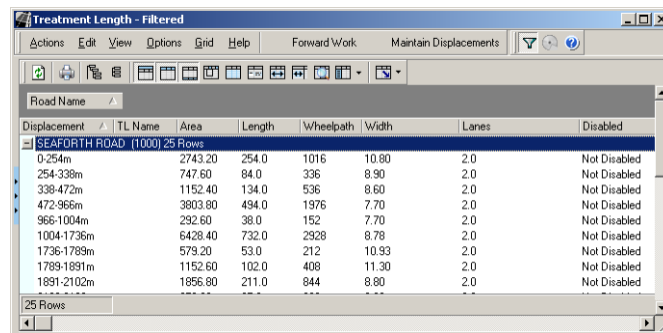 Treatment Length - Filtered
Actions Edit View Options Grid Help Forward Work Maintain Displacements
Road Name
Displacement TL Name Area Length Wheelpath Width Lanes Disabled
SEAFORTH ROAD (1000) 25 Rows
0-254m 2743.20 254.0 1016 10.80 2.0 Not Disabled
254-338m 747.60 84.0 336 8.90 2.0 Not Disabled
338-472m 1152.40 134.0 536 8.60 2.0 Not Disabled
472-966m 3803.80 494.0 1976 7.70 2.0 Not Disabled
966-1004m 292.60 38.0 152 7.70 2.0 Not Disabled
1004-1736m 6428.40 732.0 2928 8.78 2.0 Not Disabled
1736-1789m 579.20 53.0 212 10.93 2.0 Not Disabled
1789-1891m 1152.60 102.0 408 11.30 2.0 Not Disabled
1891-2102m 1856.80 211.0 844 8.80 2.0 Not Disabled
25 Rows